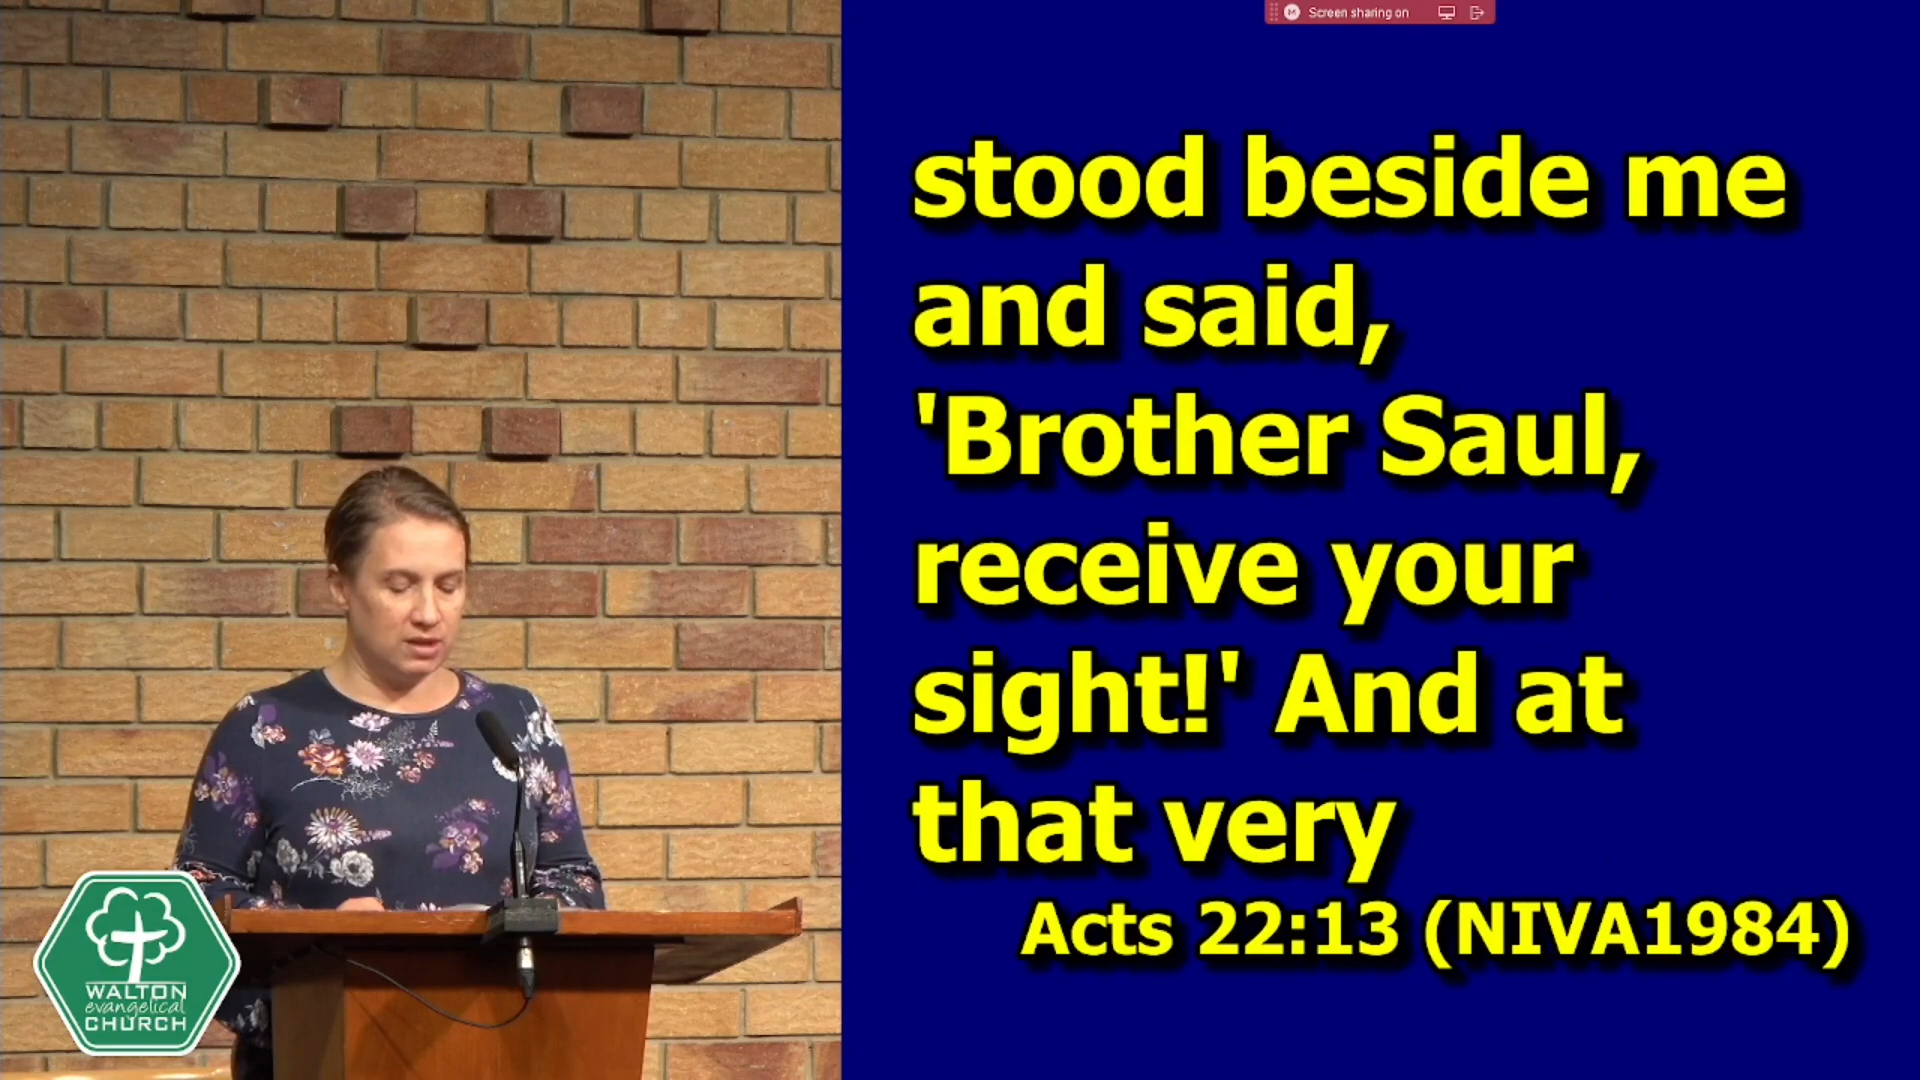 Screen sharing on
stood beside me
and said,
'Brother Saul,
receive your
sight!' And at
that very
Acts 22:13 (NIVA1984)
WALTON
evangelical
CHURCH